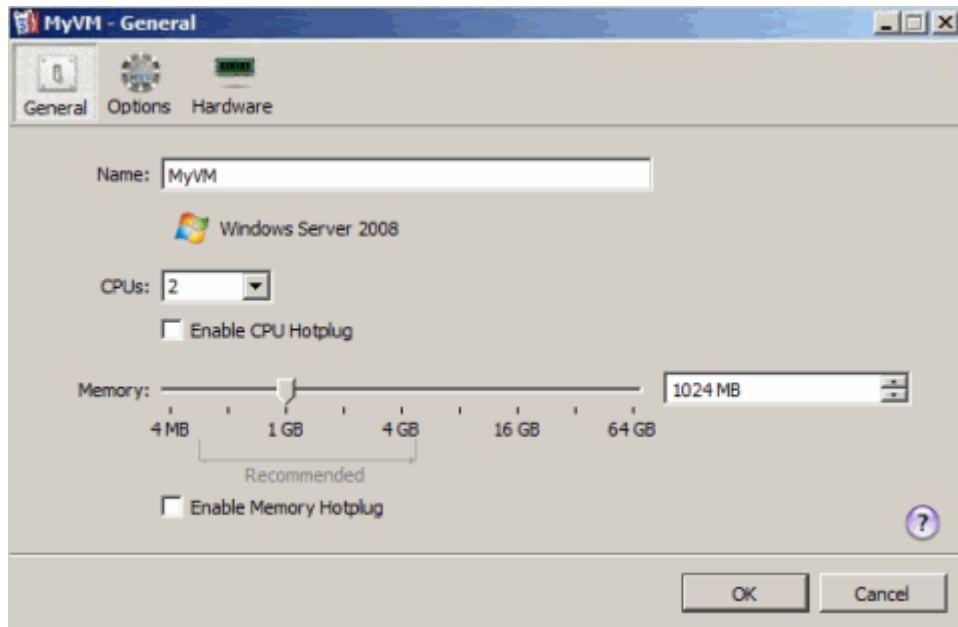 MyVM - General
General Options Hardware
Name: MyVM
Windows Server 2008
CPUs: 2
Enable CPU Hotplug
Memory: 1024 MB
4 MB 1 GB 4 GB 16 GB 64 GB
Recommended
Enable Memory Hotplug
?
OK Cancel